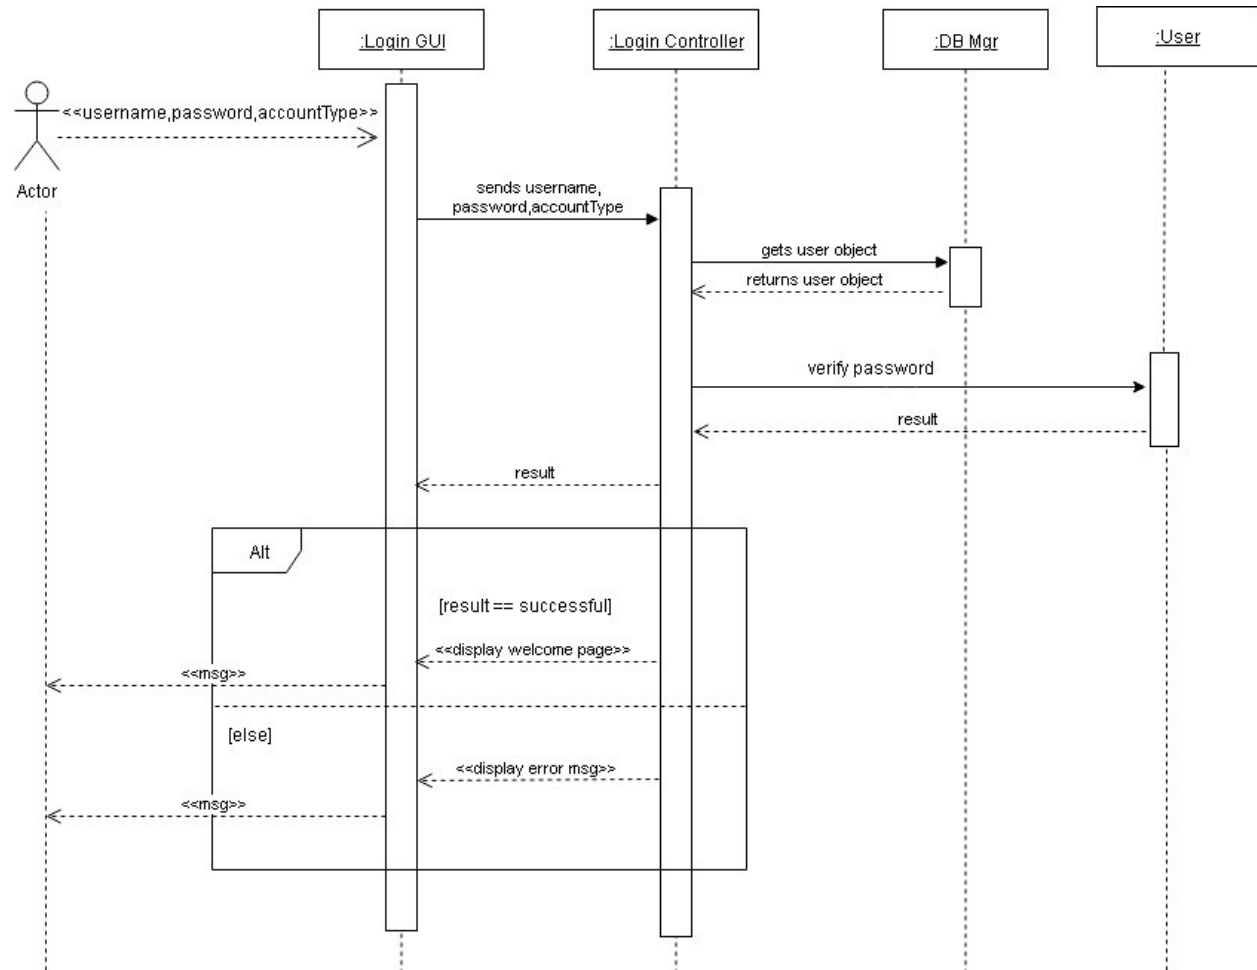 :Login GUI
:Login Controller
:DB Mgr
:User
<<username,password,accountType>>
Actor
sends username,
password,accountType
gets user object
returns user object
verify password
result
result
Alt
[result == successful]
<<display welcome page>>
<<msg>>
[else]
<<display error msg>>
<<msg>>